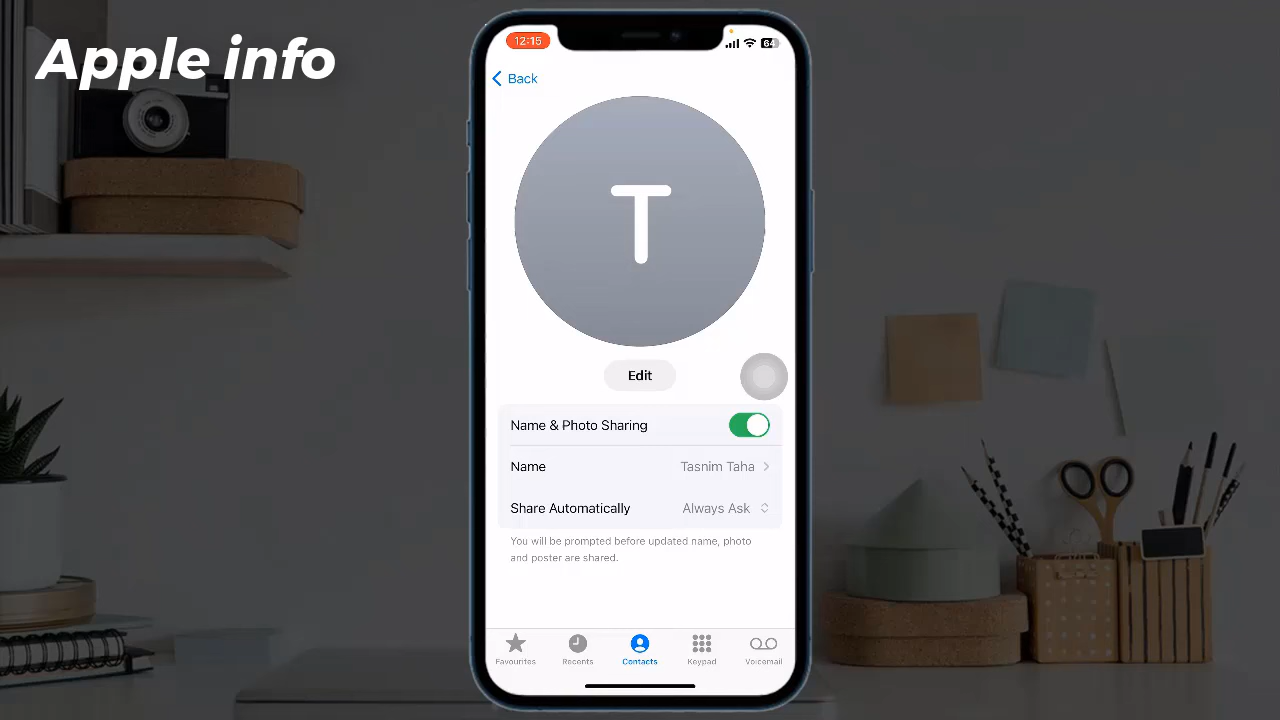 Apple info
12:15
64
Back
T
Edit
Name & Photo Sharing
Name
Tasnim Taha
Share Automatically
Always Ask
You will be prompted before updated name, photo
and poster are shared.
Favourites
Recents
Contacts
Keypad
Voicemail